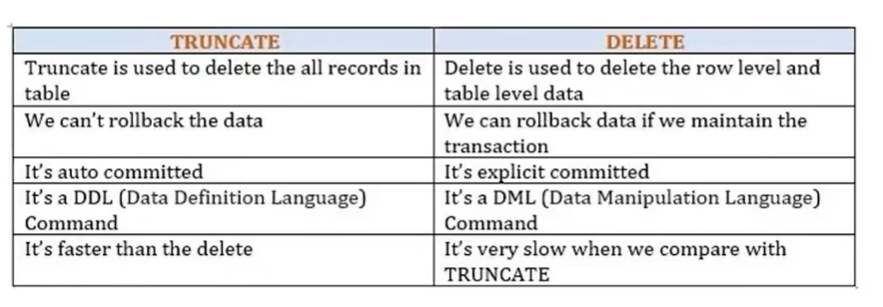 TRUNCATE
DELETE
Truncate is used to delete the all records in
table
Delete is used to delete the row level and
table level data
We can't rollback the data
We can rollback data if we maintain the
transaction
It's auto committed
It's explicit committed
It's a DDL (Data Definition Language)
Command
It's a DML (Data Manipulation Language)
Command
It's faster than the delete
It's very slow when we compare with
TRUNCATE